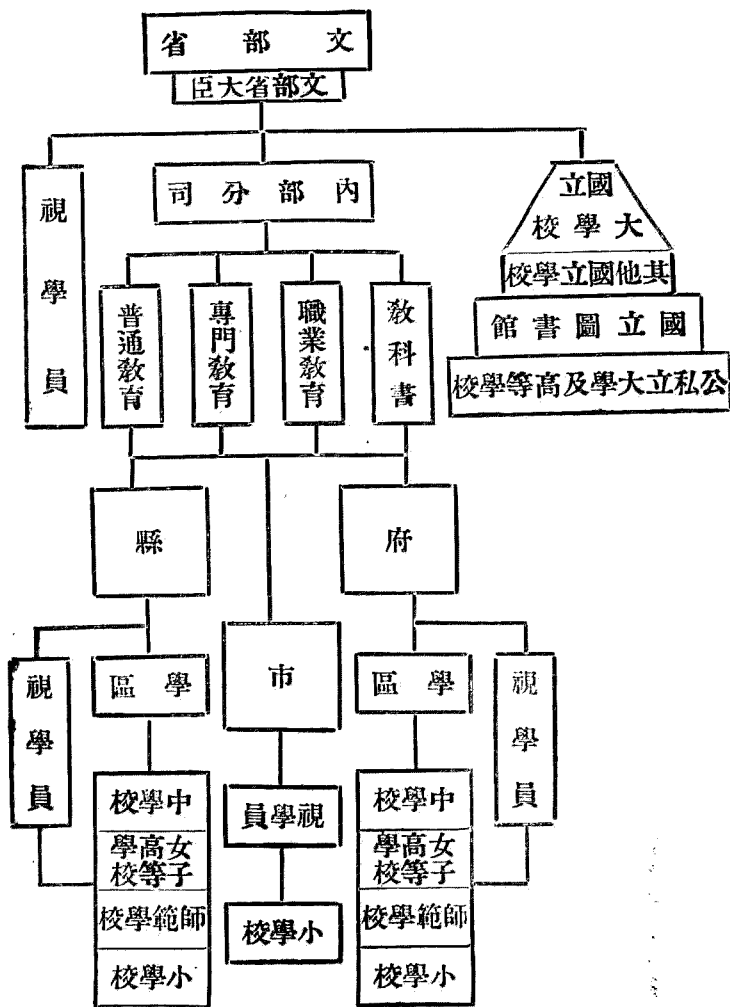 文部省
文部省大臣
國立
大學校
其他國立學校
國立圖書館
公私立大學及高等學校
內部分司
視學員
敎科書
職業敎育
專門敎育
普通敎育
府
縣
市
視學員
學區
學區
視學員
中學校
女子高等學校
師範學校
小學校
視學員
小學校
中學校
女子高等學校
師範學校
小學校